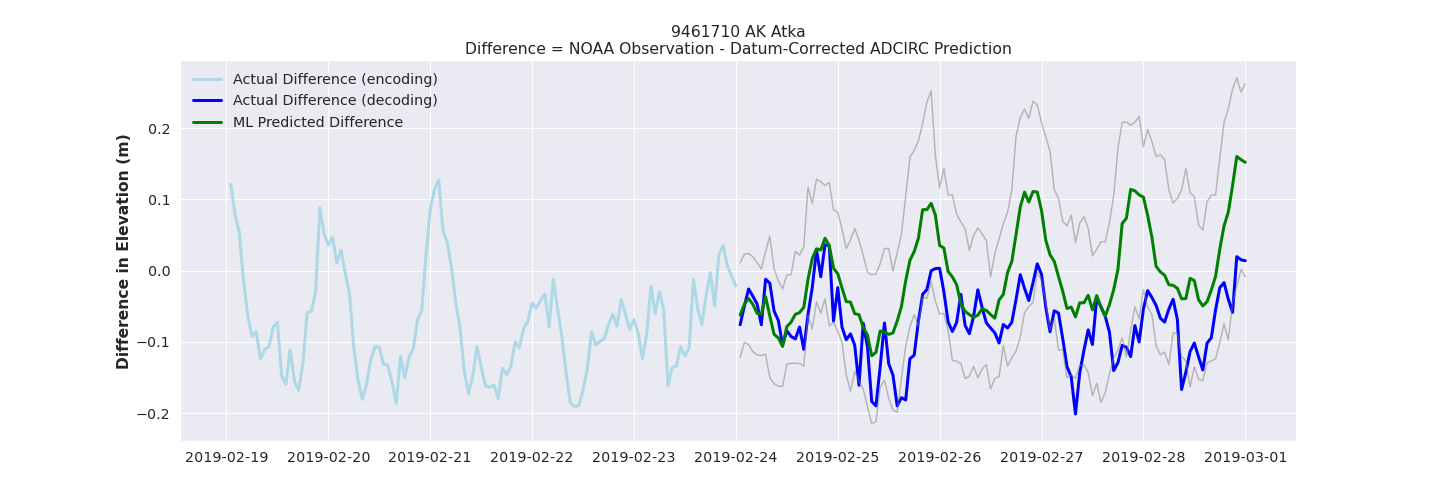 9461710 AK Atka
Difference = NOAA Observation - Datum-Corrected ADCIRC Prediction
Actual Difference (encoding)
Actual Difference (decoding)
ML Predicted Difference
Difference in Elevation (m)
0.2
0.1
0.0
−0.1
−0.2
2019-02-19 2019-02-20 2019-02-21 2019-02-22 2019-02-23 2019-02-24 2019-02-25 2019-02-26 2019-02-27 2019-02-28 2019-03-01